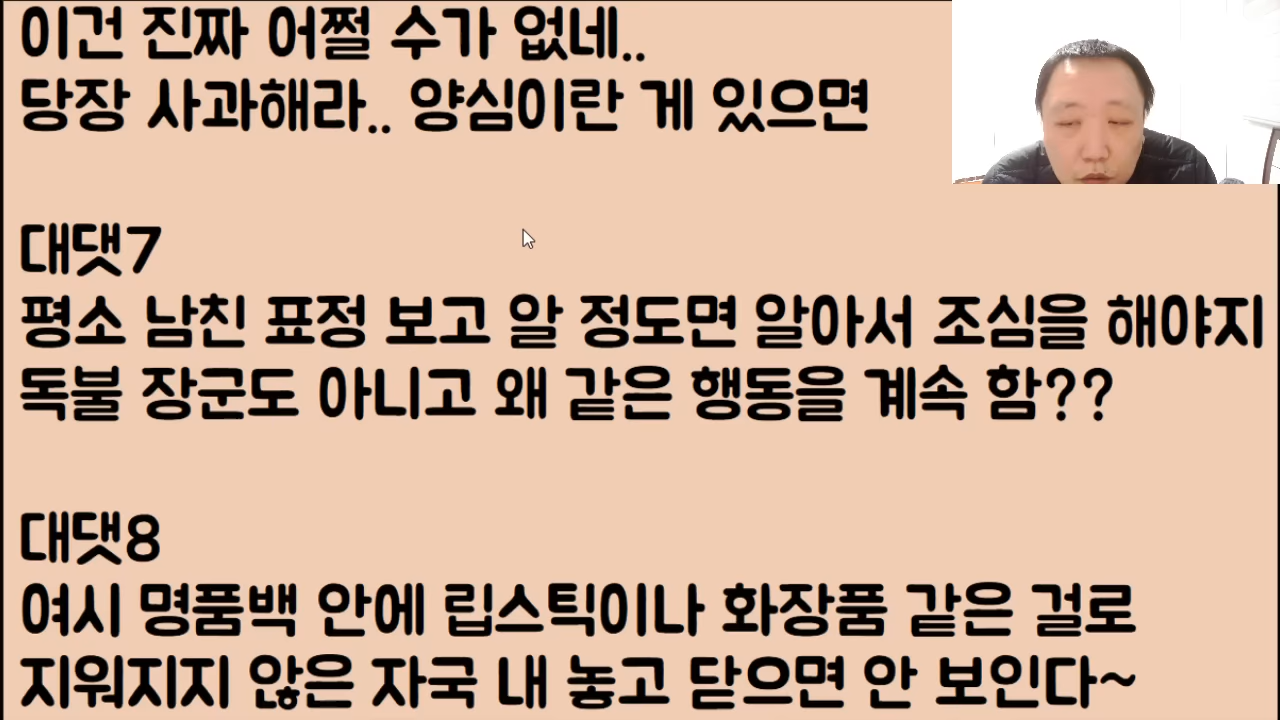 이건 진짜 어쩔 수가 없네..
당장 사과해라.. 양심이란 게 있으면
대댓7
평소 남친 표정 보고 알 정도면 알아서 조심을 해야지
독불 장군도 아니고 왜 같은 행동을 계속 함??
대댓8
여시 명품백 안에 립스틱이나 화장품 같은 걸로
지워지지 않은 자국 내 놓고 닫으면 안 보인다~